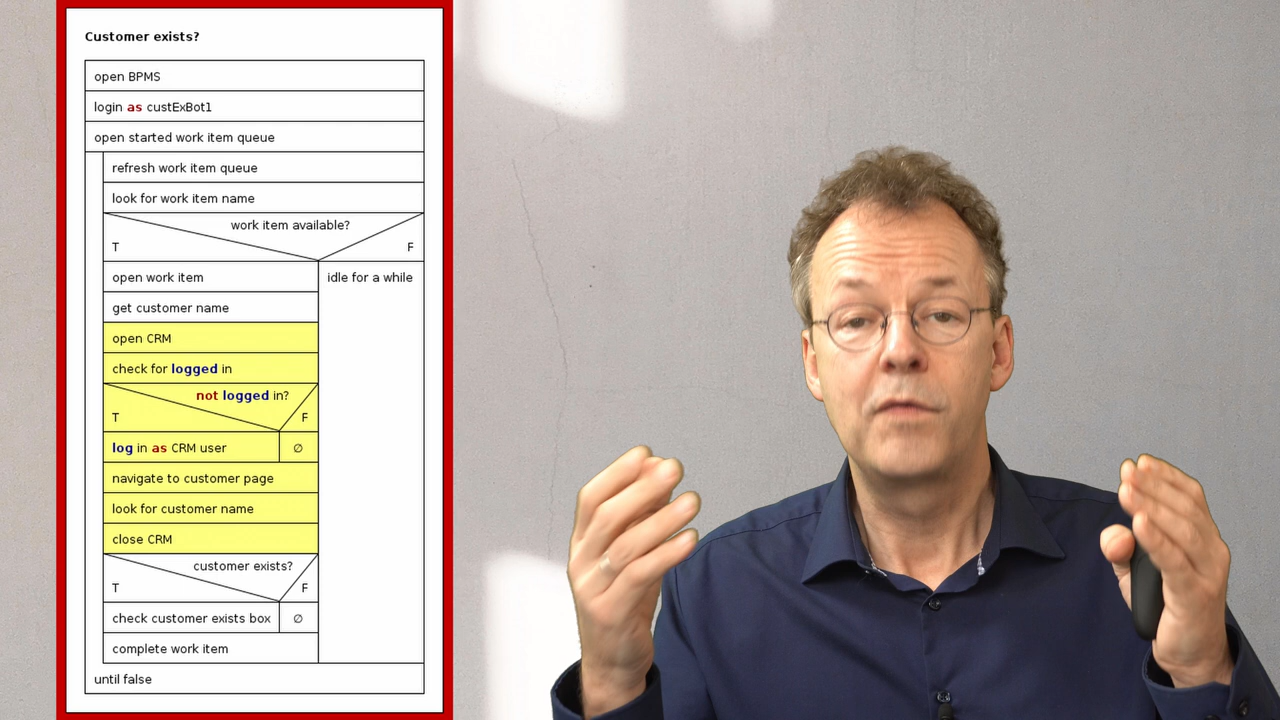 Customer exists?
open BPMS
login as custExBot1
open started work item queue
refresh work item queue
look for work item name
work item available?
T F
open work item idle for a while
get customer name
open CRM
check for logged in
not logged in?
T F
log in as CRM user ∅
navigate to customer page
look for customer name
close CRM
customer exists?
T F
check customer exists box ∅
complete work item
until false